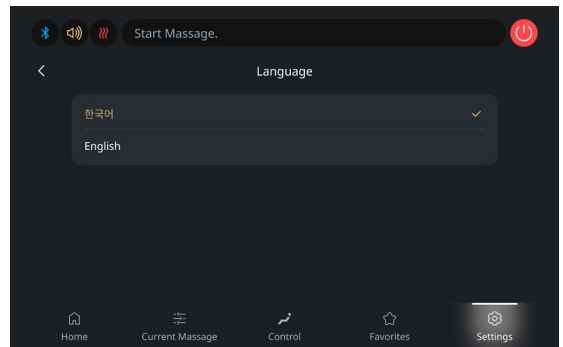 Start Massage.
Language
한국어
English
Home Current Massage Control Favorites Settings